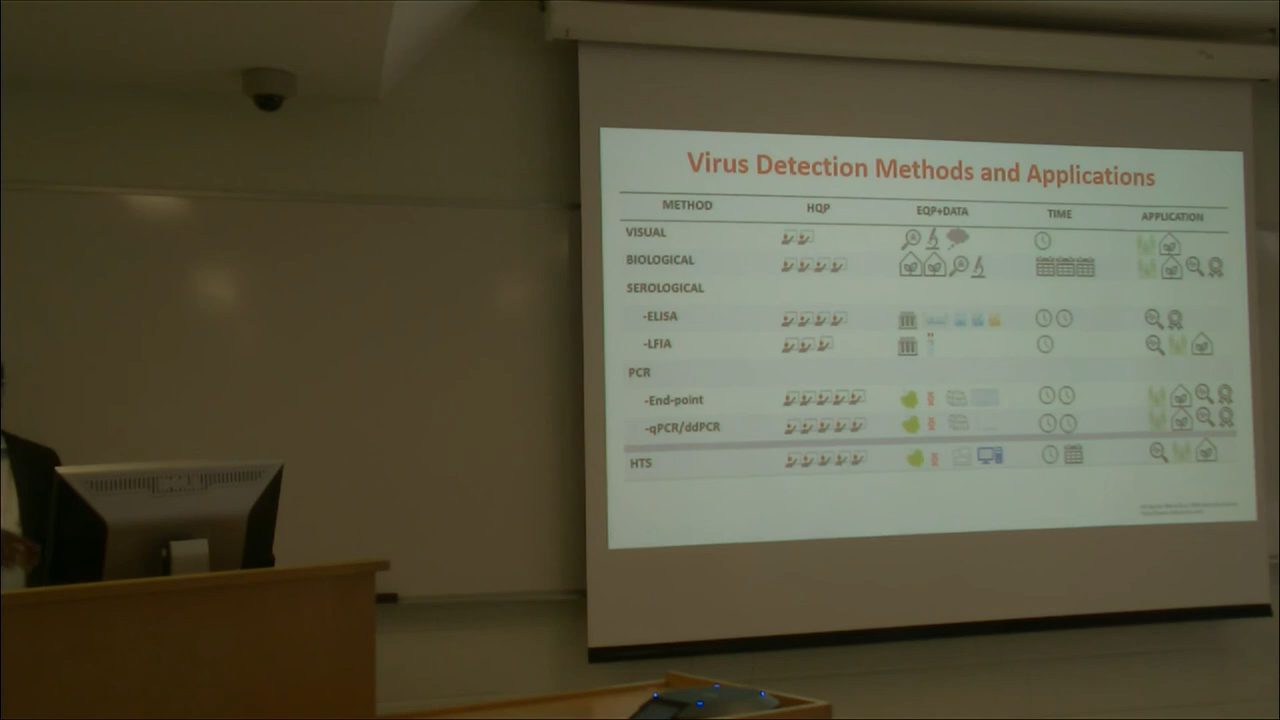 Virus Detection Methods and Applications
METHOD HQP EQP+DATA TIME APPLICATION
VISUAL
BIOLOGICAL
SEROLOGICAL
-ELISA
-LFIA
PCR
-End-point
-qPCR/ddPCR
HTS